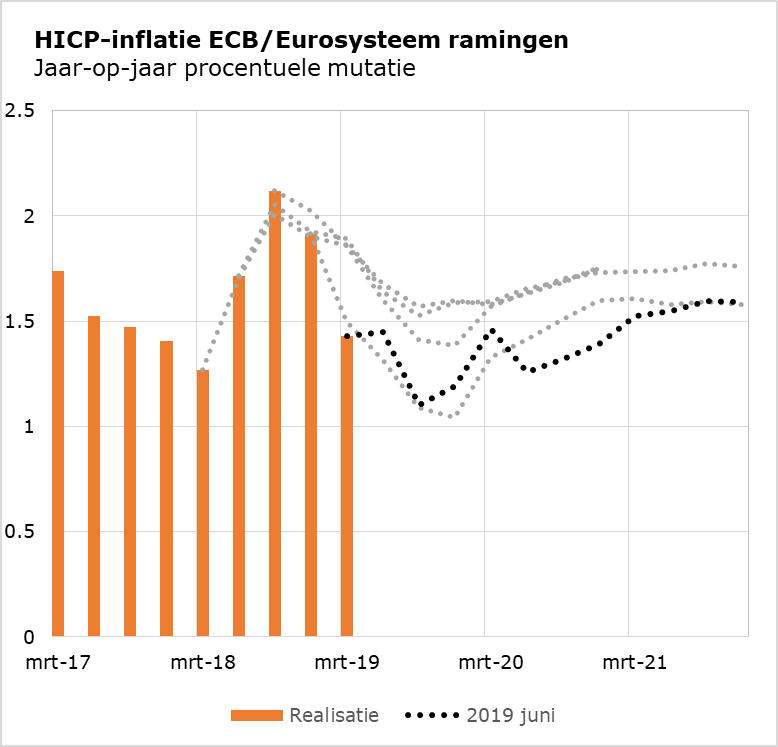 HICP-inflatie ECB/Eurosysteem ramingen
Jaar-op-jaar procentuele mutatie
2.5
2
1.5
1
0.5
0
mrt-17 mrt-18 mrt-19 mrt-20 mrt-21
Realisatie 2019 juni